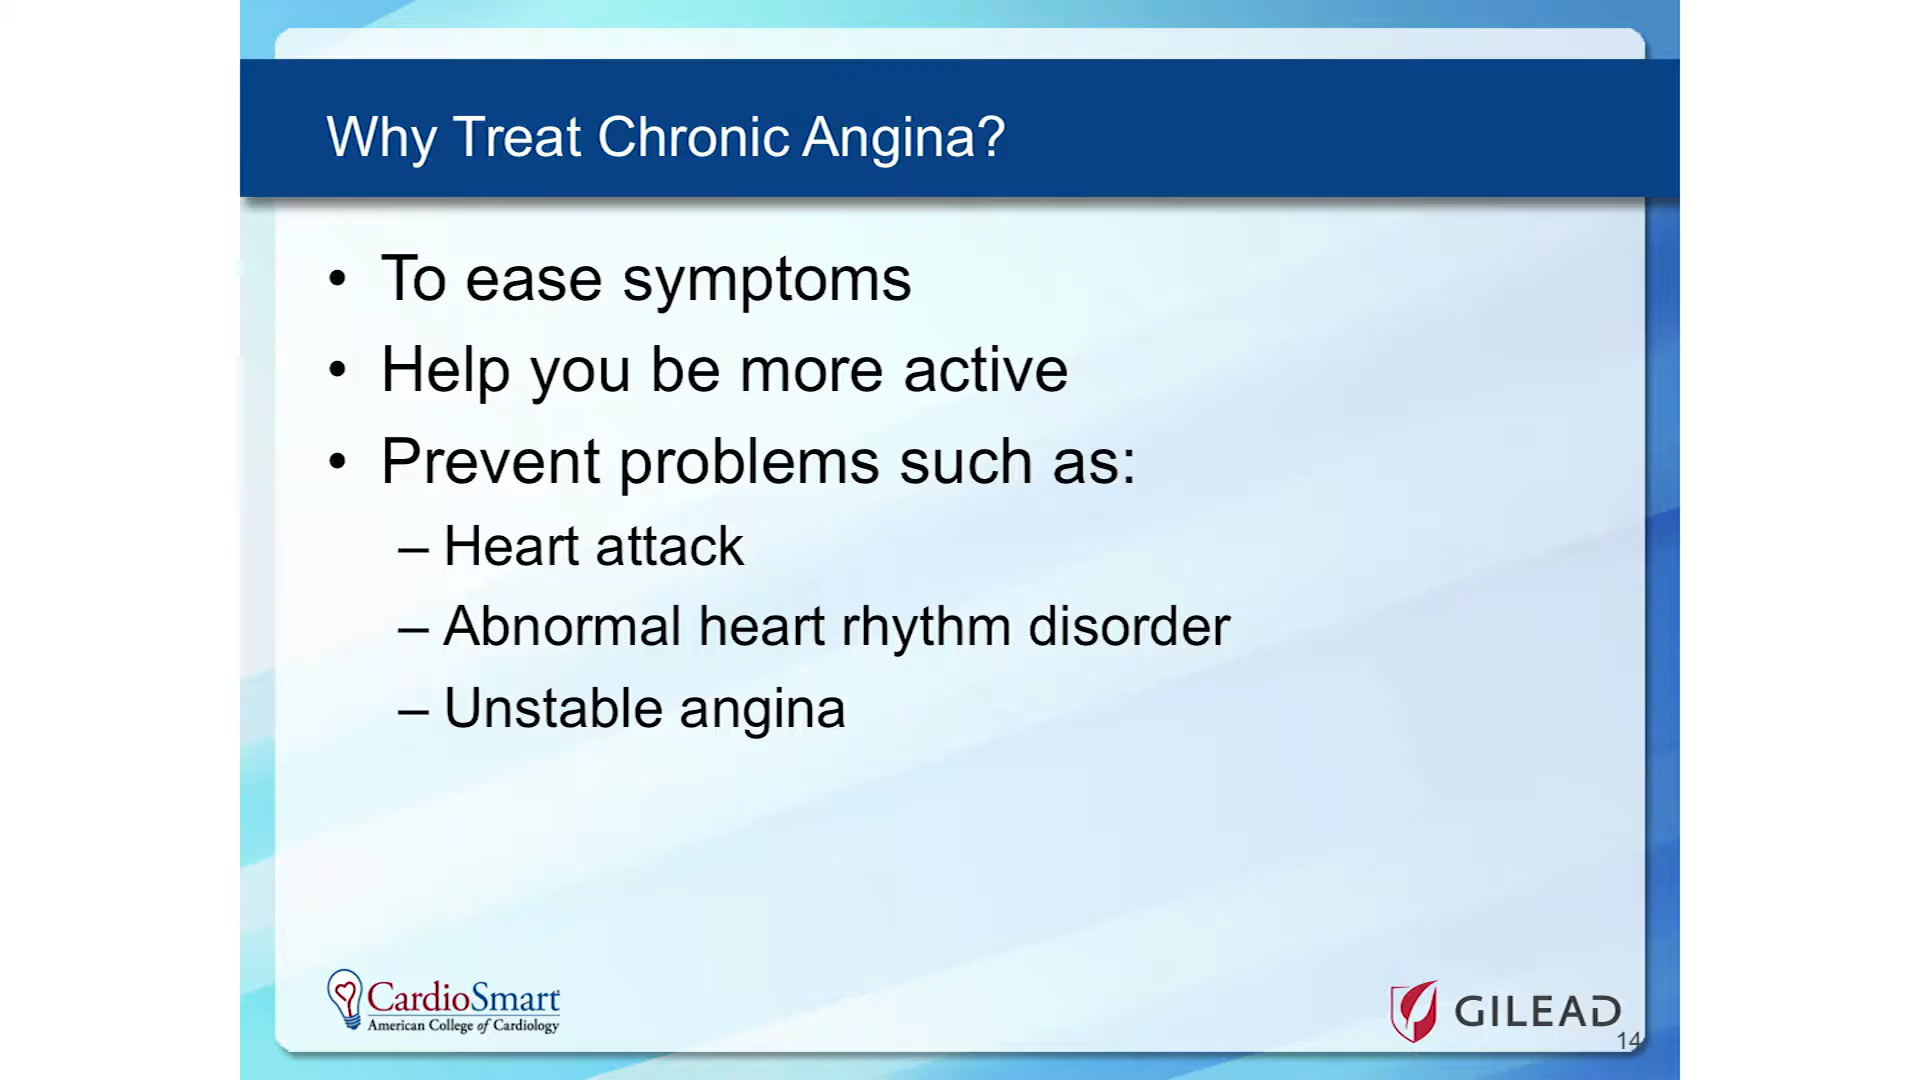 Why Treat Chronic Angina?
• To ease symptoms
• Help you be more active
• Prevent problems such as:
– Heart attack
– Abnormal heart rhythm disorder
– Unstable angina
CardioSmart
American College of Cardiology
GILEAD
14